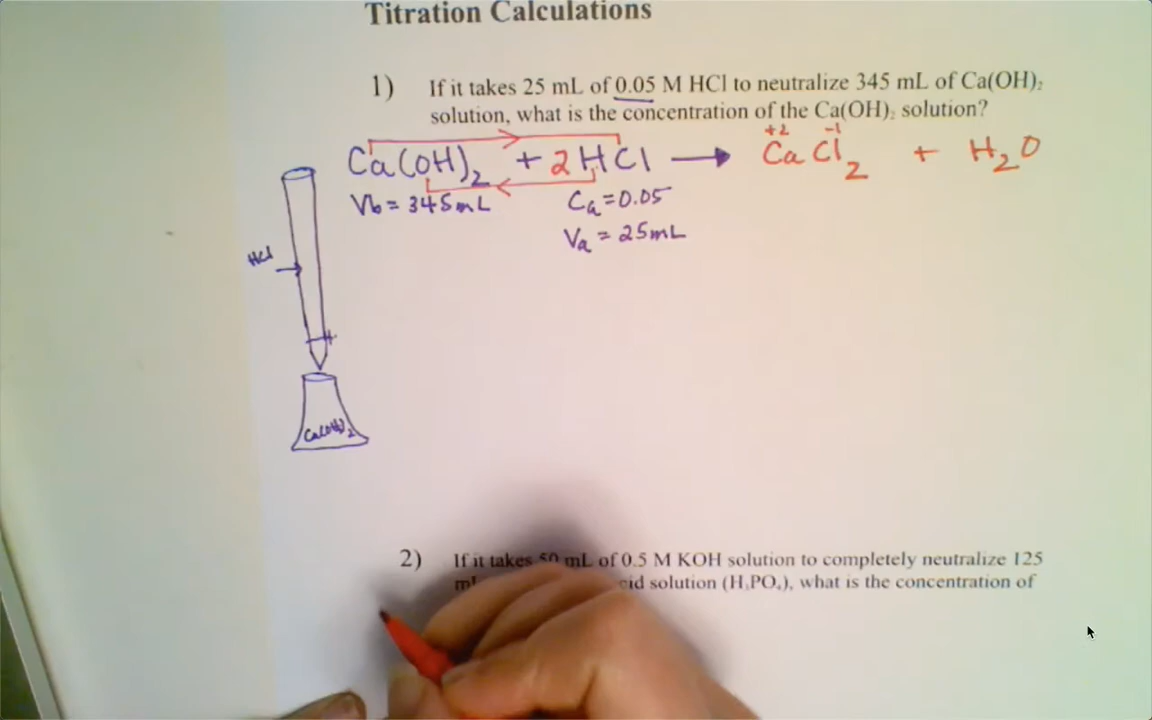 Titration Calculations
1) If it takes 25 mL of 0.05 M HCl to neutralize 345 mL of Ca(OH)₂
solution, what is the concentration of the Ca(OH)₂ solution?
+2 -1
Ca(OH)₂ + 2HCl → CaCl₂ + H₂O
Vb = 345mL Ca = 0.05
Va = 25mL
HCl
Ca(OH)₂
2) If it takes 50 mL of 0.5 M KOH solution to completely neutralize 125
solution (H₃PO₄), what is the concentration of